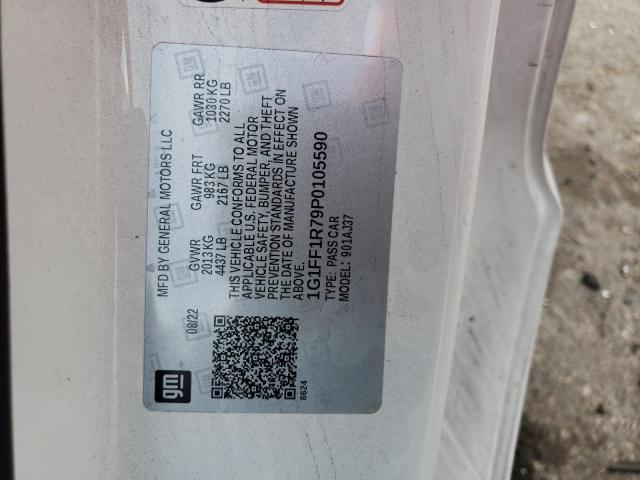 gm
MFD BY GENERAL MOTORS LLC
08/22
GVWR GAWR FRT GAWR RR
2013 KG 983 KG 1030 KG
4437 LB 2167 LB 2270 LB
THIS VEHICLE CONFORMS TO ALL
APPLICABLE U.S. FEDERAL MOTOR
VEHICLE SAFETY, BUMPER, AND THEFT
PREVENTION STANDARDS IN EFFECT ON
THE DATE OF MANUFACTURE SHOWN
ABOVE.
1G1FF1R79P0105590
TYPE: PASS CAR
MODEL: 901AJ37
8624